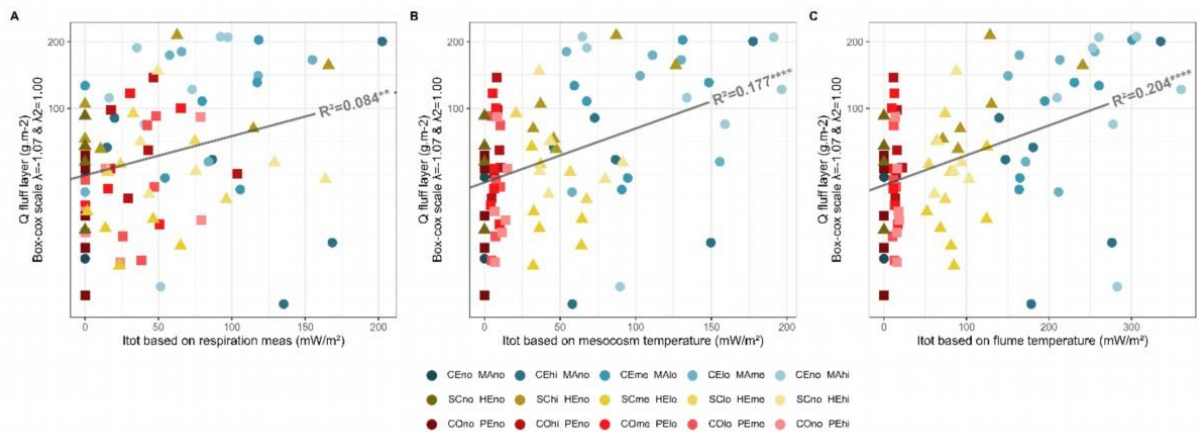 A
B
C
Q fluff layer (g.m-2)
Box-cox scale λ=-1.07 & λ2=1.00
200
100
R²=0.084**
0 50 100 150 200
Itot based on respiration meas (mW/m²)
Q fluff layer (g.m-2)
Box-cox scale λ=-1.07 & λ2=1.00
200
100
R²=0.177****
0 50 100 150 200
Itot based on mesocosm temperature (mW/m²)
Q fluff layer (g.m-2)
Box-cox scale λ=-1.07 & λ2=1.00
200
100
R²=0.204****
0 100 200 300
Itot based on flume temperature (mW/m²)
CEno MAno CEhi MAno CEme MAlo CElo MAme CEno MAhi
SCno HEno SChi HEno SCme HElo SClo HEme SCno HEhi
COno PEno COhi PEno COme PElo COlo PEme COno PEhi